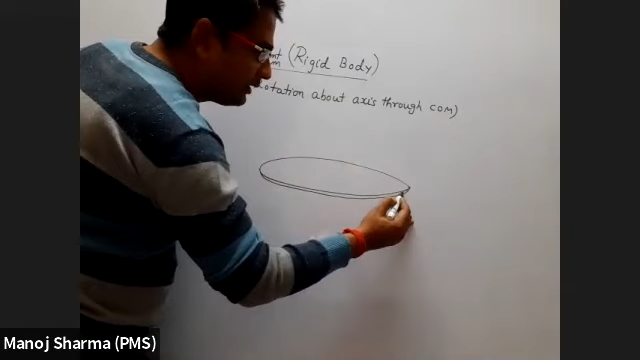 (Rigid Body)
otation about axis through COM)
Manoj Sharma (PMS)